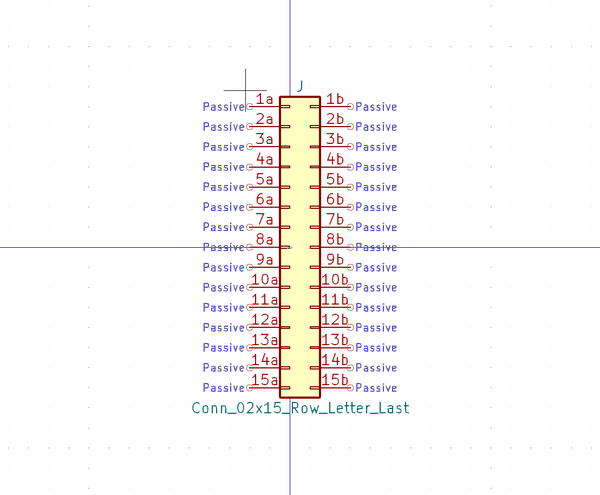 J
Passive 1a 1b Passive
Passive 2a 2b Passive
Passive 3a 3b Passive
Passive 4a 4b Passive
Passive 5a 5b Passive
Passive 6a 6b Passive
Passive 7a 7b Passive
Passive 8a 8b Passive
Passive 9a 9b Passive
Passive 10a 10b Passive
Passive 11a 11b Passive
Passive 12a 12b Passive
Passive 13a 13b Passive
Passive 14a 14b Passive
Passive 15a 15b Passive
Conn_02x15_Row_Letter_Last